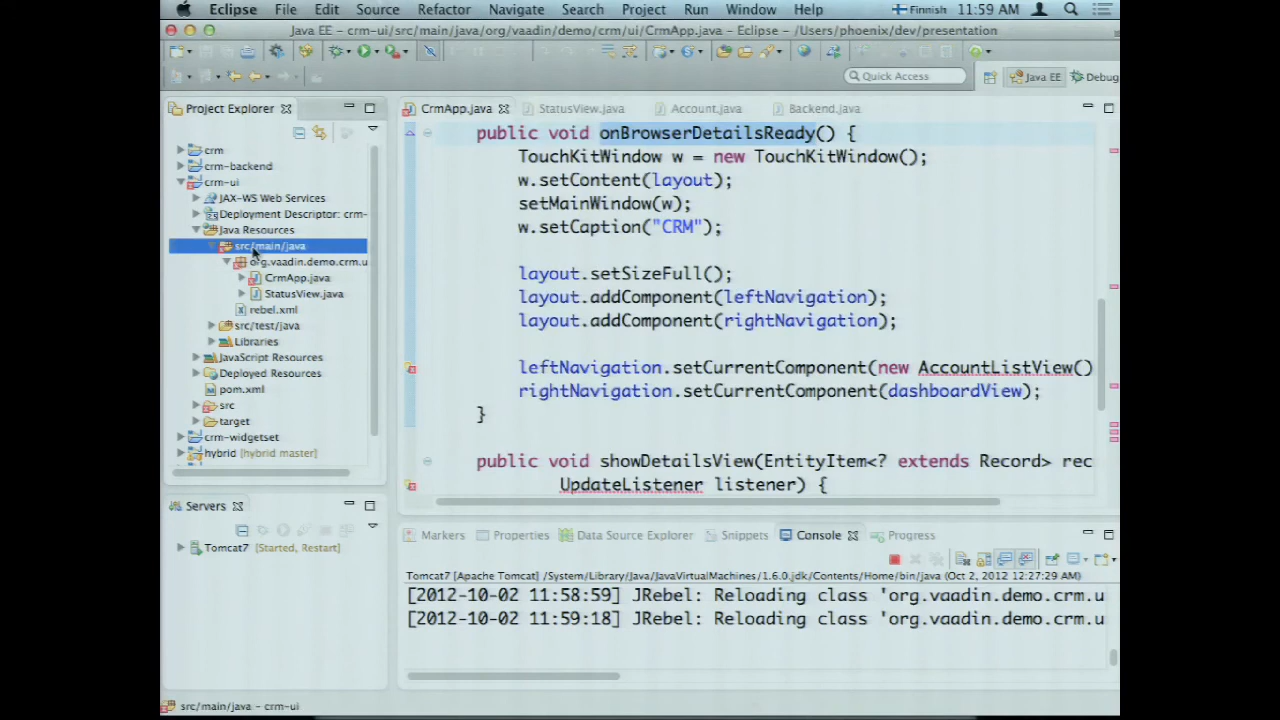 Eclipse File Edit Source Refactor Navigate Search Project Run Window Help Finnish 11:59 AM
Java EE - crm-ui/src/main/java/org/vaadin/demo/crm/ui/CrmApp.java - Eclipse - /Users/phoenix/dev/presentation
Quick Access Java EE Debug
Project Explorer
crm
crm-backend
crm-ui
JAX-WS Web Services
Deployment Descriptor: crm-
Java Resources
src/main/java
org.vaadin.demo.crm.u
CrmApp.java
StatusView.java
rebel.xml
src/test/java
Libraries
JavaScript Resources
Deployed Resources
pom.xml
src
target
crm-widgetset
hybrid [hybrid master]
CrmApp.java StatusView.java Account.java Backend.java
public void onBrowserDetailsReady() {
TouchKitWindow w = new TouchKitWindow();
w.setContent(layout);
setMainWindow(w);
w.setCaption("CRM");
layout.setSizeFull();
layout.addComponent(leftNavigation);
layout.addComponent(rightNavigation);
leftNavigation.setCurrentComponent(new AccountListView()
rightNavigation.setCurrentComponent(dashboardView);
}
public void showDetailsView(EntityItem<? extends Record> rec
UpdateListener listener) {
Servers
Tomcat7 [Started, Restart]
Markers Properties Data Source Explorer Snippets Console Progress
Tomcat7 [Apache Tomcat] /System/Library/Java/JavaVirtualMachines/1.6.0.jdk/Contents/Home/bin/java (Oct 2, 2012 12:27:29 AM)
[2012-10-02 11:58:59] JRebel: Reloading class 'org.vaadin.demo.crm.u
[2012-10-02 11:59:18] JRebel: Reloading class 'org.vaadin.demo.crm.u
src/main/java - crm-ui